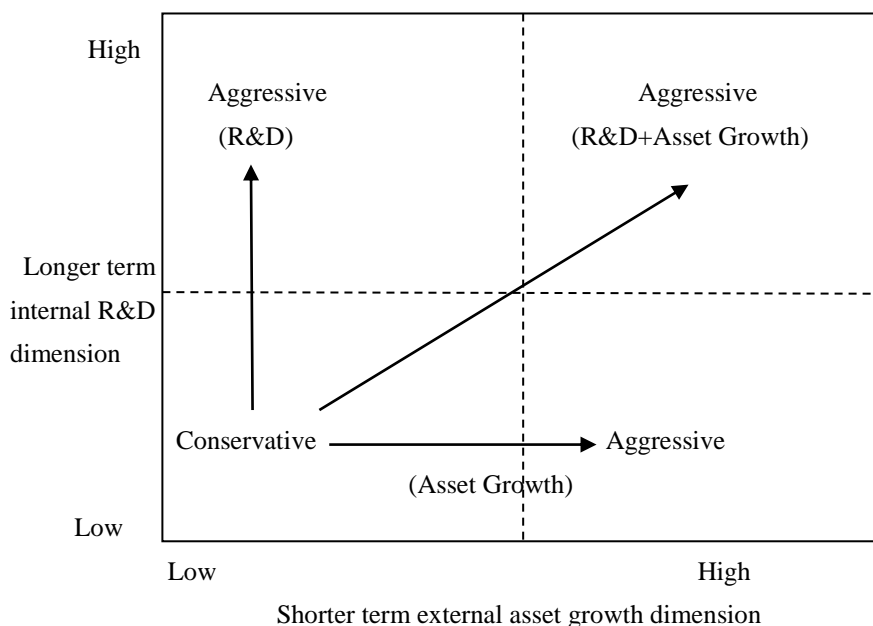 High
Aggressive
(R&D)
Aggressive
(R&D+Asset Growth)
Longer term
internal R&D
dimension
Conservative
Aggressive
(Asset Growth)
Low
Low
High
Shorter term external asset growth dimension